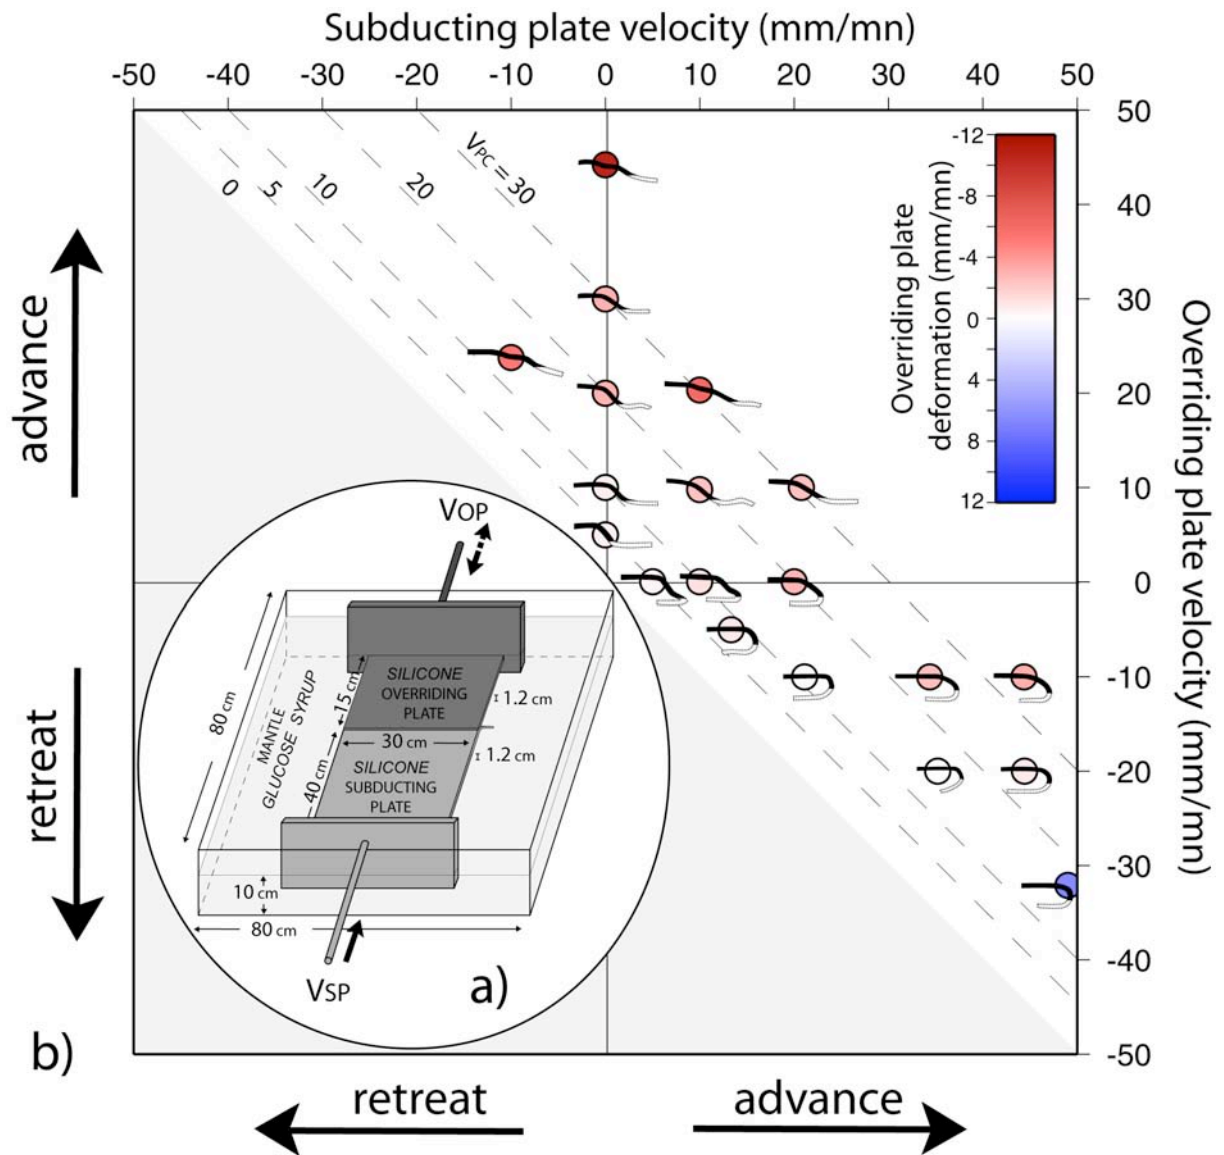 Subducting plate velocity (mm/mn)
-50 -40 -30 -20 -10 0 10 20 30 40 50
50
40
30
20
10
0
-10
-20
-30
-40
-50
Overriding plate velocity (mm/mn)
0 5 10 20 VPC = 30
Overriding plate
deformation (mm/mn)
-12
-8
-4
0
4
8
12
advance
retreat
VOP
80 cm
MANTLE
GLUCOSE SYRUP
15 cm
SILICONE
OVERRIDING
PLATE
1.2 cm
30 cm
40 cm
SILICONE
SUBDUCTING
PLATE
1.2 cm
10 cm
80 cm
VSP
a)
b)
retreat advance